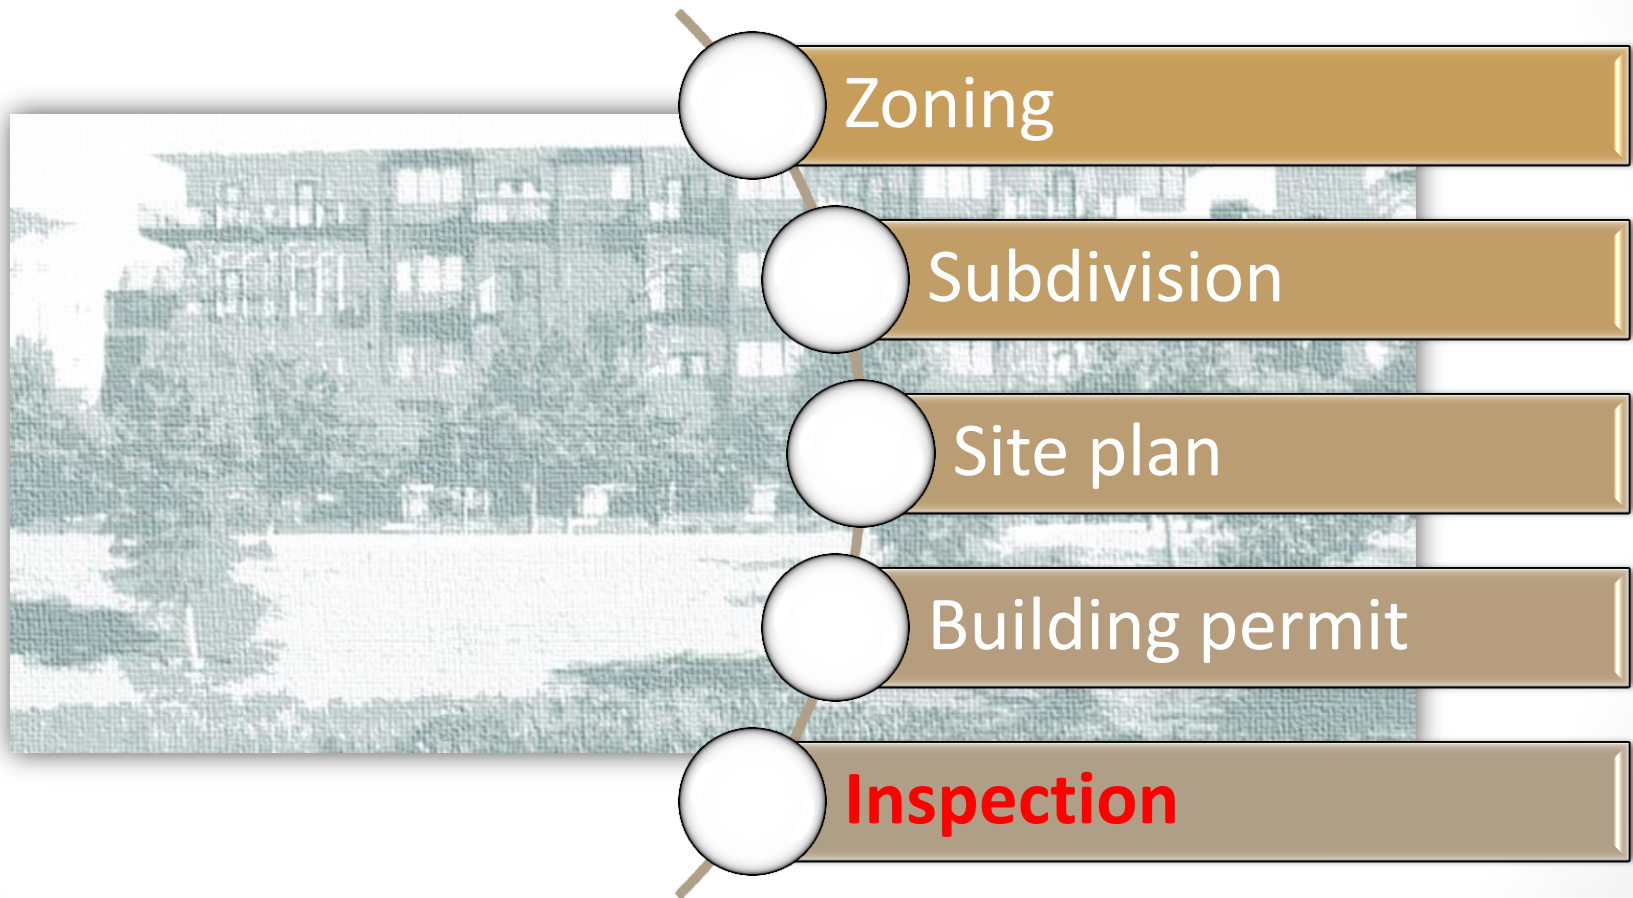 Zoning
Subdivision
Site plan
Building permit
Inspection